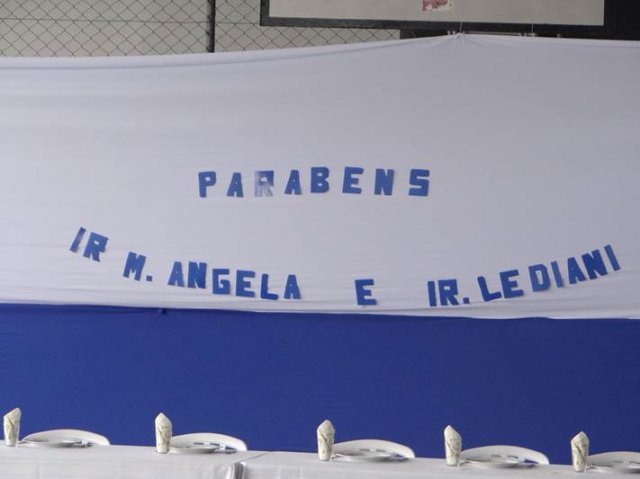 PARABENS
IR M. ANGELA E IR. LEDIANI